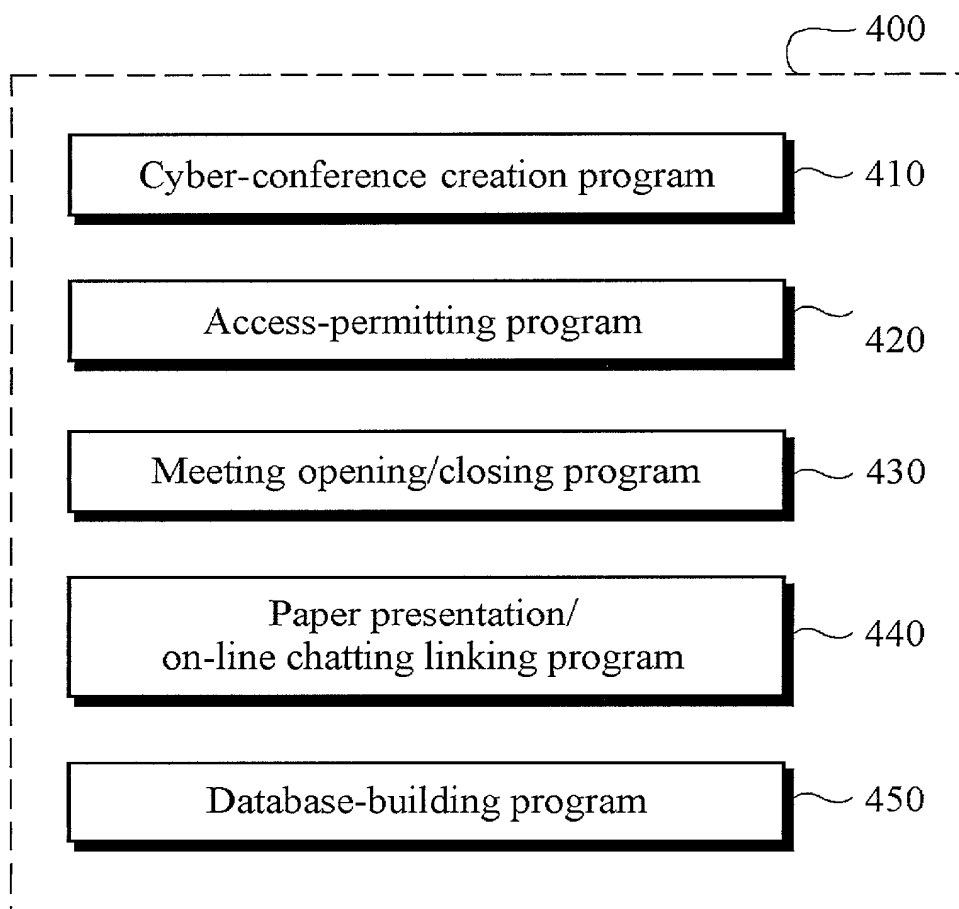 400
Cyber-conference creation program 410
Access-permitting program 420
Meeting opening/closing program 430
Paper presentation/
on-line chatting linking program 440
Database-building program 450